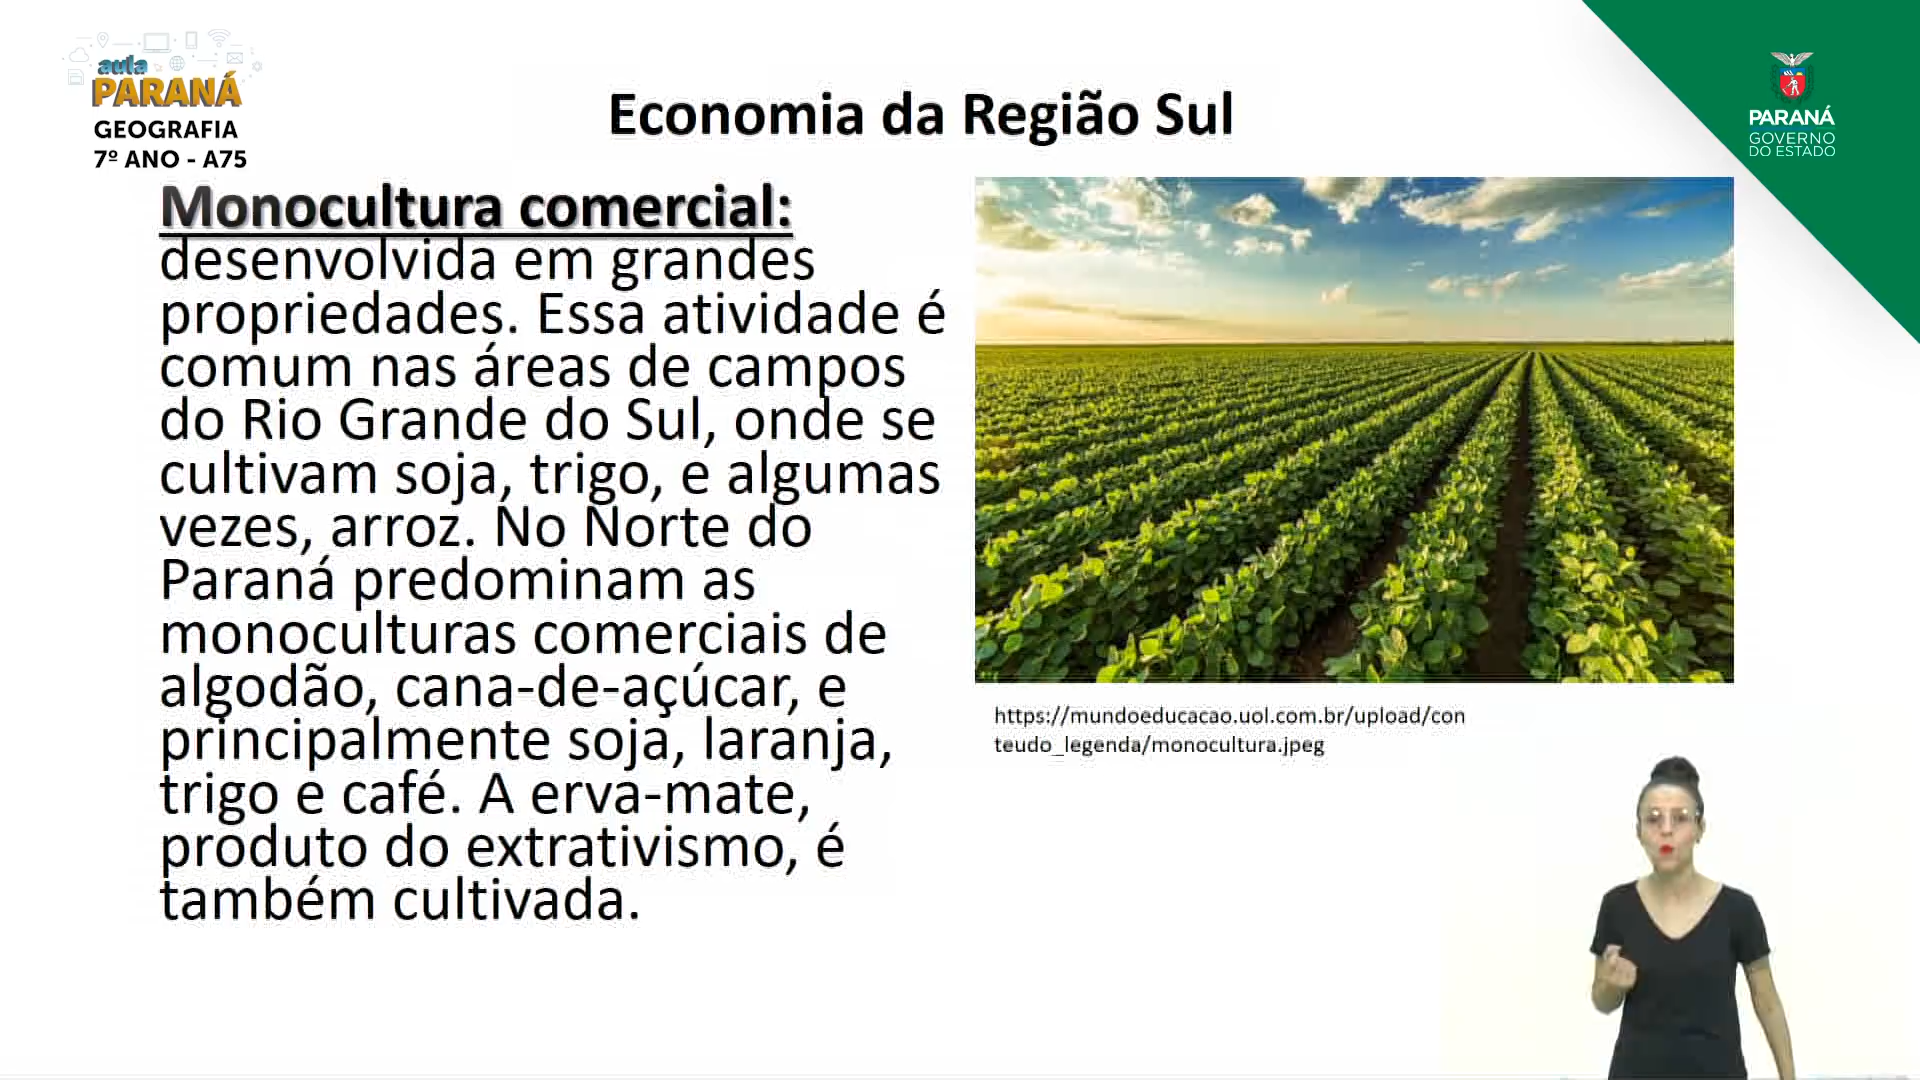 aula
PARANÁ
GEOGRAFIA
7º ANO - A75
Economia da Região Sul
PARANÁ
GOVERNO
DO ESTADO
Monocultura comercial:
desenvolvida em grandes
propriedades. Essa atividade é
comum nas áreas de campos
do Rio Grande do Sul, onde se
cultivam soja, trigo, e algumas
vezes, arroz. No Norte do
Paraná predominam as
monoculturas comerciais de
algodão, cana-de-açúcar, e
principalmente soja, laranja,
trigo e café. A erva-mate,
produto do extrativismo, é
também cultivada.
https://mundoeducacao.uol.com.br/upload/con
teudo_legenda/monocultura.jpeg